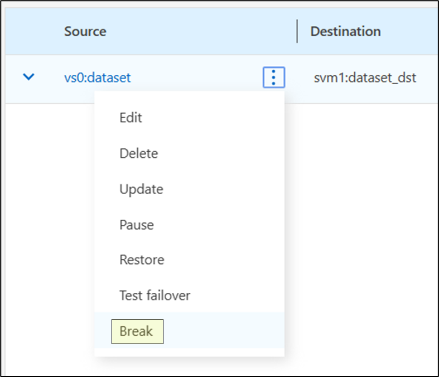 Source Destination
vs0:dataset svm1:dataset_dst
Edit
Delete
Update
Pause
Restore
Test failover
Break